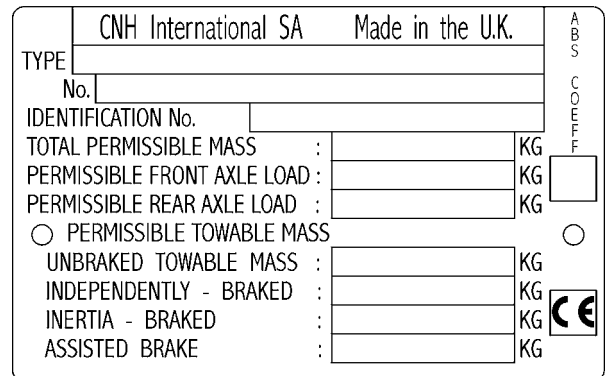 CNH International SA Made in the U.K.
TYPE
No.
IDENTIFICATION No.
TOTAL PERMISSIBLE MASS : KG
PERMISSIBLE FRONT AXLE LOAD : KG
PERMISSIBLE REAR AXLE LOAD : KG
PERMISSIBLE TOWABLE MASS
UNBRAKED TOWABLE MASS : KG
INDEPENDENTLY - BRAKED : KG
INERTIA - BRAKED : KG
ASSISTED BRAKE : KG
ABS COEFF
CE